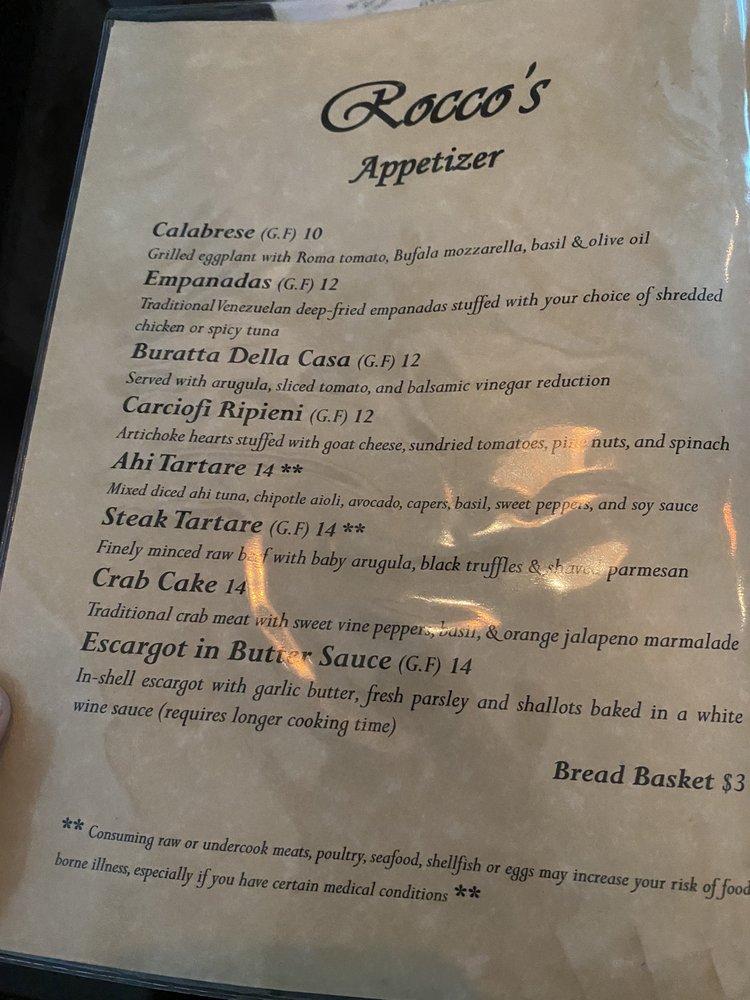 Rocco's
Appetizer
Calabrese (G.F) 10
Grilled eggplant with Roma tomato, Bufala mozzarella, basil & olive oil
Empanadas (G.F) 12
Traditional Venezuelan deep-fried empanadas stuffed with your choice of shredded
chicken or spicy tuna
Buratta Della Casa (G.F) 12
Served with arugula, sliced tomato, and balsamic vinegar reduction
Carciofi Ripieni (G.F) 12
Artichoke hearts stuffed with goat cheese, sundried tomatoes, pine nuts, and spinach
Ahi Tartare 14 **
Mixed diced ahi tuna, chipotle aioli, avocado, capers, basil, sweet peppers, and soy sauce
Steak Tartare (G.F) 14 **
Finely minced raw beef with baby arugula, black truffles & shaved parmesan
Crab Cake 14
Traditional crab meat with sweet vine peppers, basil, & orange jalapeno marmalade
Escargot in Butter Sauce (G.F) 14
In-shell escargot with garlic butter, fresh parsley and shallots baked in a white
wine sauce (requires longer cooking time)
Bread Basket $3
** Consuming raw or undercook meats, poultry, seafood, shellfish or eggs may increase your risk of food
borne illness, especially if you have certain medical conditions **